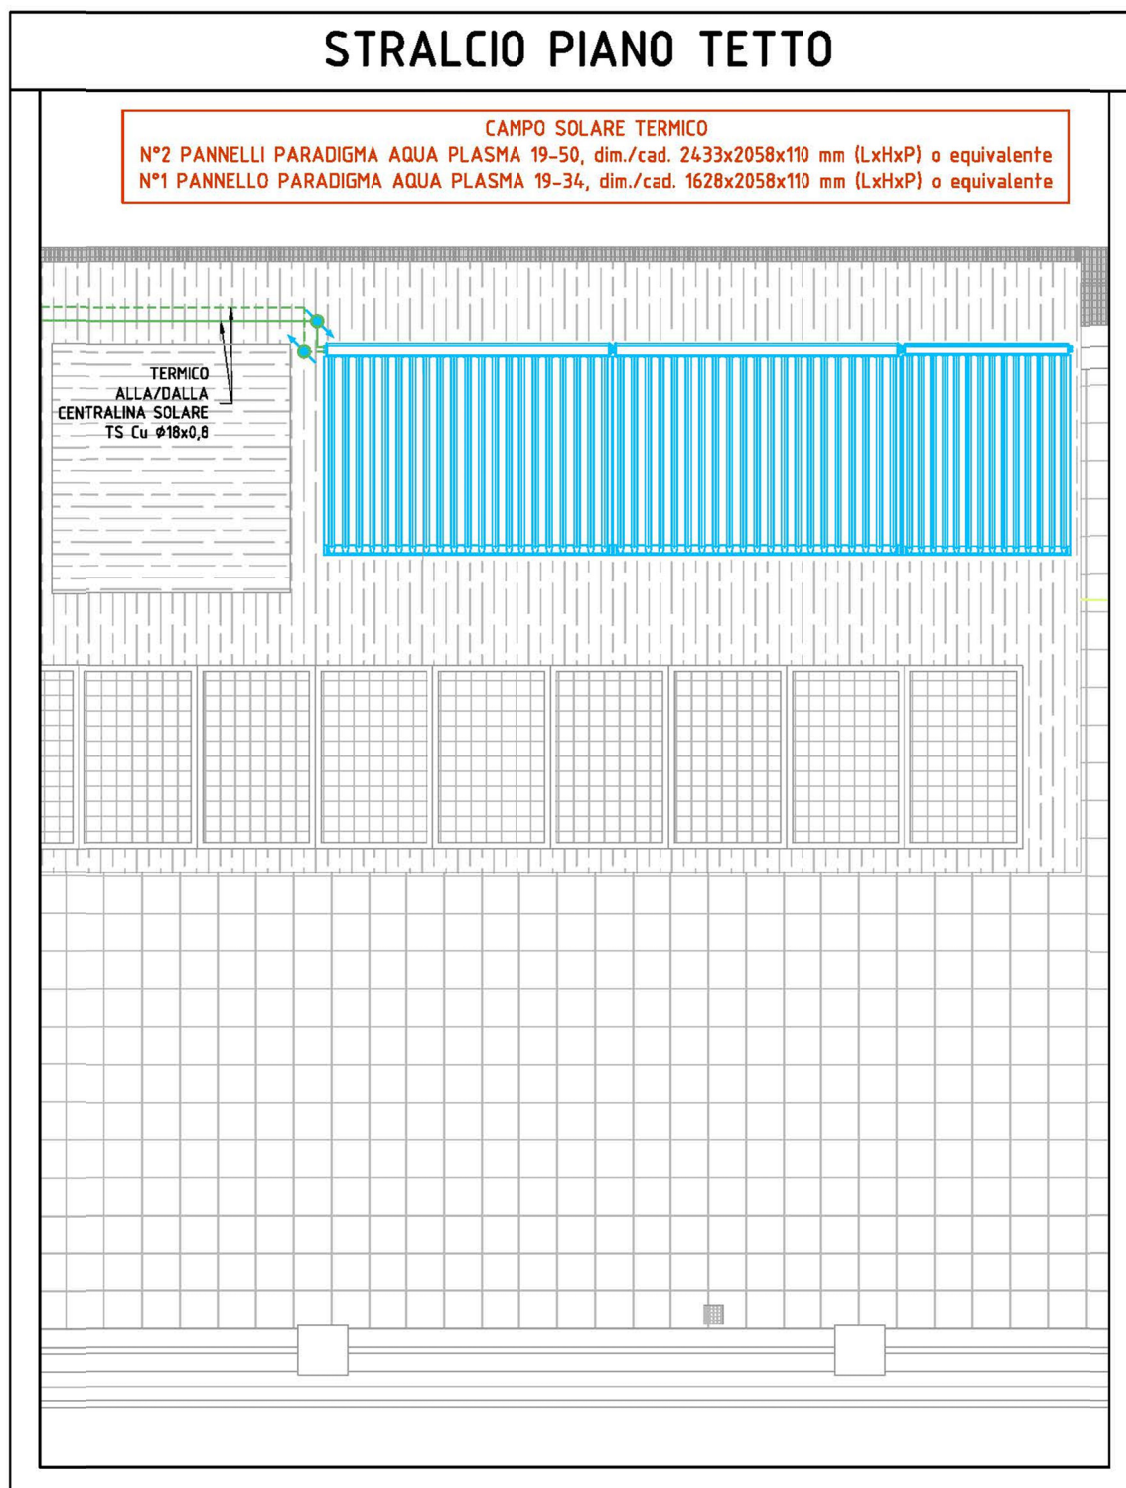 STRALCIO PIANO TETTO
CAMPO SOLARE TERMICO
N°2 PANNELLI PARADIGMA AQUA PLASMA 19-50, dim./cad. 2433x2058x110 mm (LxHxP) o equivalente
N°1 PANNELLO PARADIGMA AQUA PLASMA 19-34, dim./cad. 1628x2058x110 mm (LxHxP) o equivalente
TERMICO
ALLA/DALLA
CENTRALINA SOLARE
TS Cu Ø18x0,8